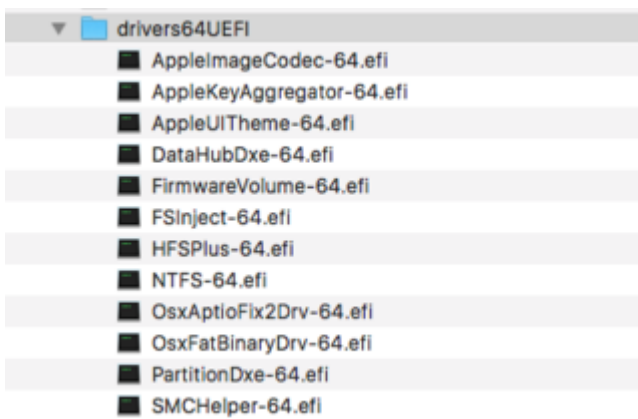 drivers64UEFI
AppleImageCodec-64.efi
AppleKeyAggregator-64.efi
AppleUITheme-64.efi
DataHubDxe-64.efi
FirmwareVolume-64.efi
FSInject-64.efi
HFSPlus-64.efi
NTFS-64.efi
OsxAptioFix2Drv-64.efi
OsxFatBinaryDrv-64.efi
PartitionDxe-64.efi
SMCHelper-64.efi